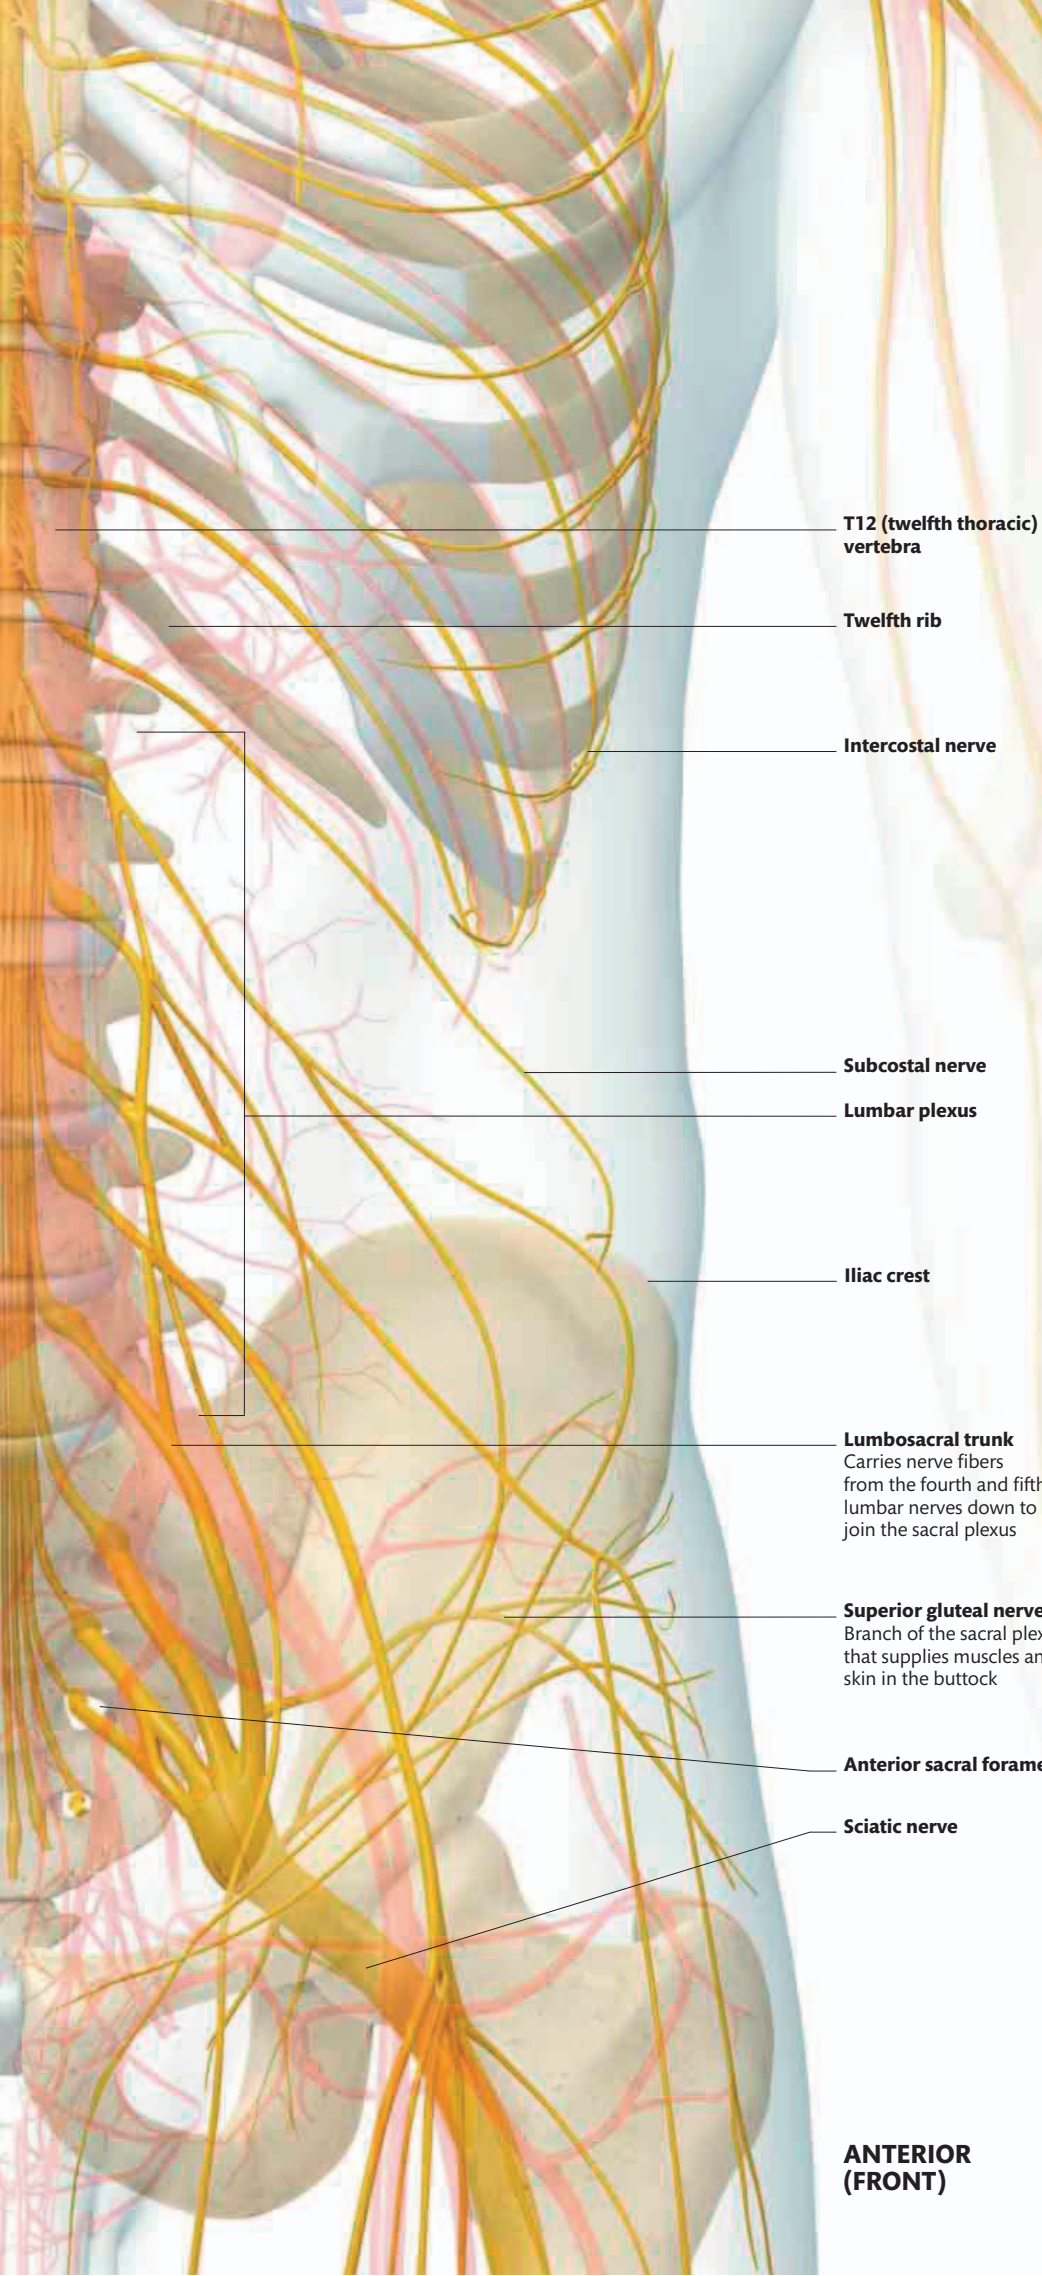 T12 (twelfth thoracic)
vertebra
Twelfth rib
Intercostal nerve
Subcostal nerve
Lumbar plexus
Iliac crest
Lumbosacral trunk
Carries nerve fibers
from the fourth and fifth
lumbar nerves down to
join the sacral plexus
Superior gluteal nerve
Branch of the sacral plex
that supplies muscles an
skin in the buttock
Anterior sacral forame
Sciatic nerve
ANTERIOR
(FRONT)